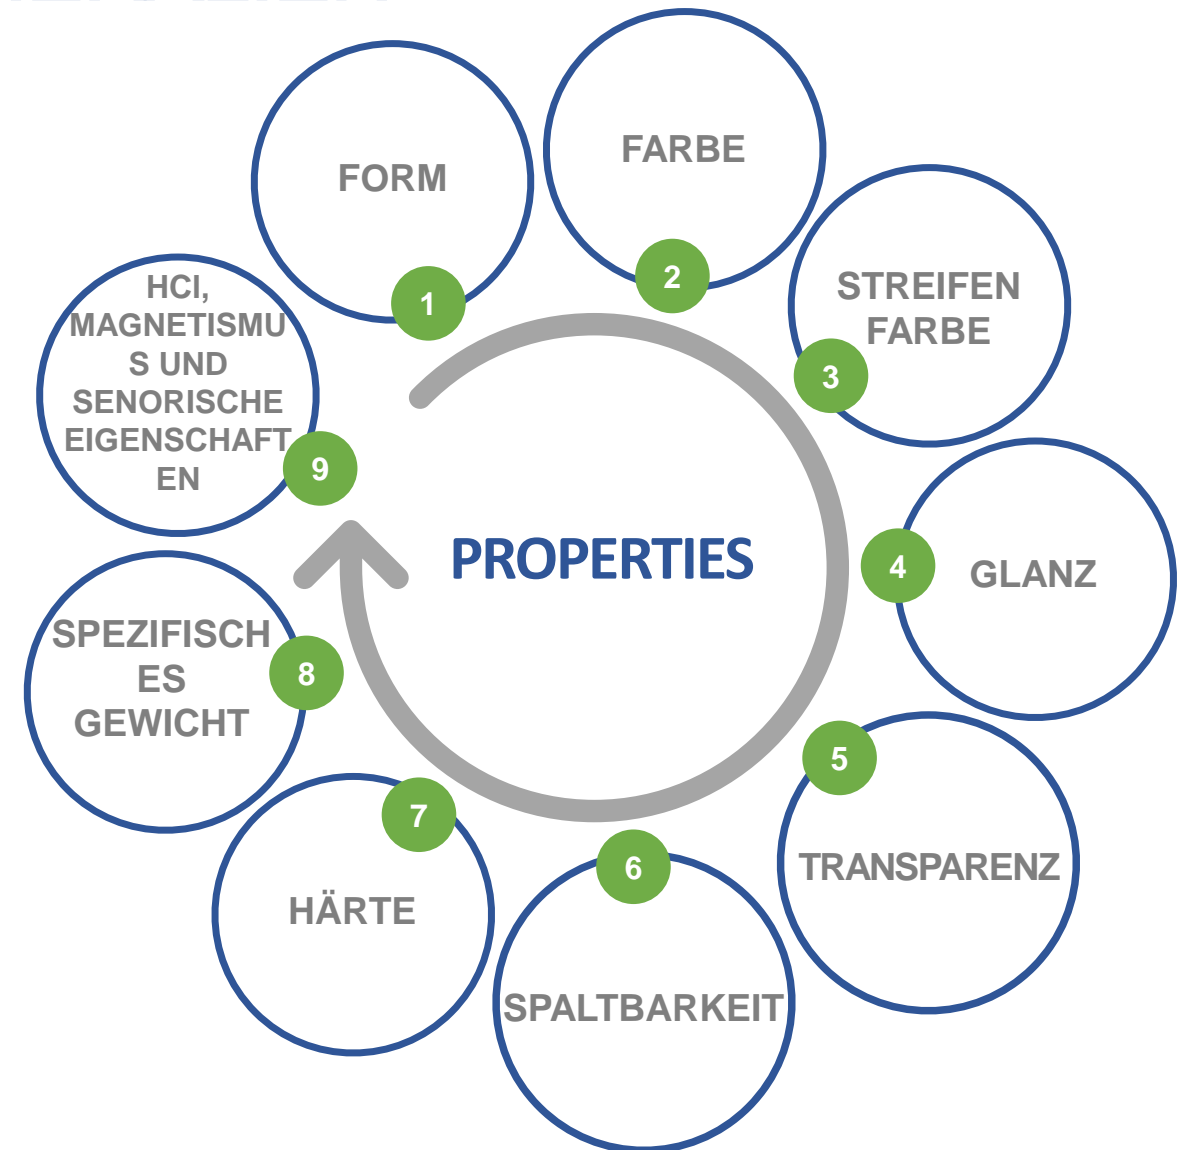 FORM
1
FARBE
2
STREIFEN
FARBE
3
GLANZ
4
TRANSPARENZ
5
SPALTBARKEIT
6
HÄRTE
7
SPEZIFISCH
ES
GEWICHT
8
HCI,
MAGNETISMU
S UND
SENORISCHE
EIGENSCHAFT
EN
9
PROPERTIES